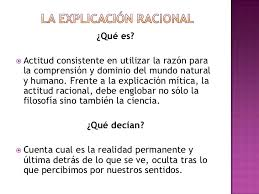 LA EXPLICACIÓN RACIONAL
¿Qué es?
Actitud consistente en utilizar la razón para
la comprensión y dominio del mundo natural
y humano. Frente a la explicación mítica, la
actitud racional, debe englobar no sólo la
filosofía sino también la ciencia.
¿Qué decían?
Cuenta cual es la realidad permanente y
última detrás de lo que se ve, oculta tras lo
que percibimos por nuestros sentidos.